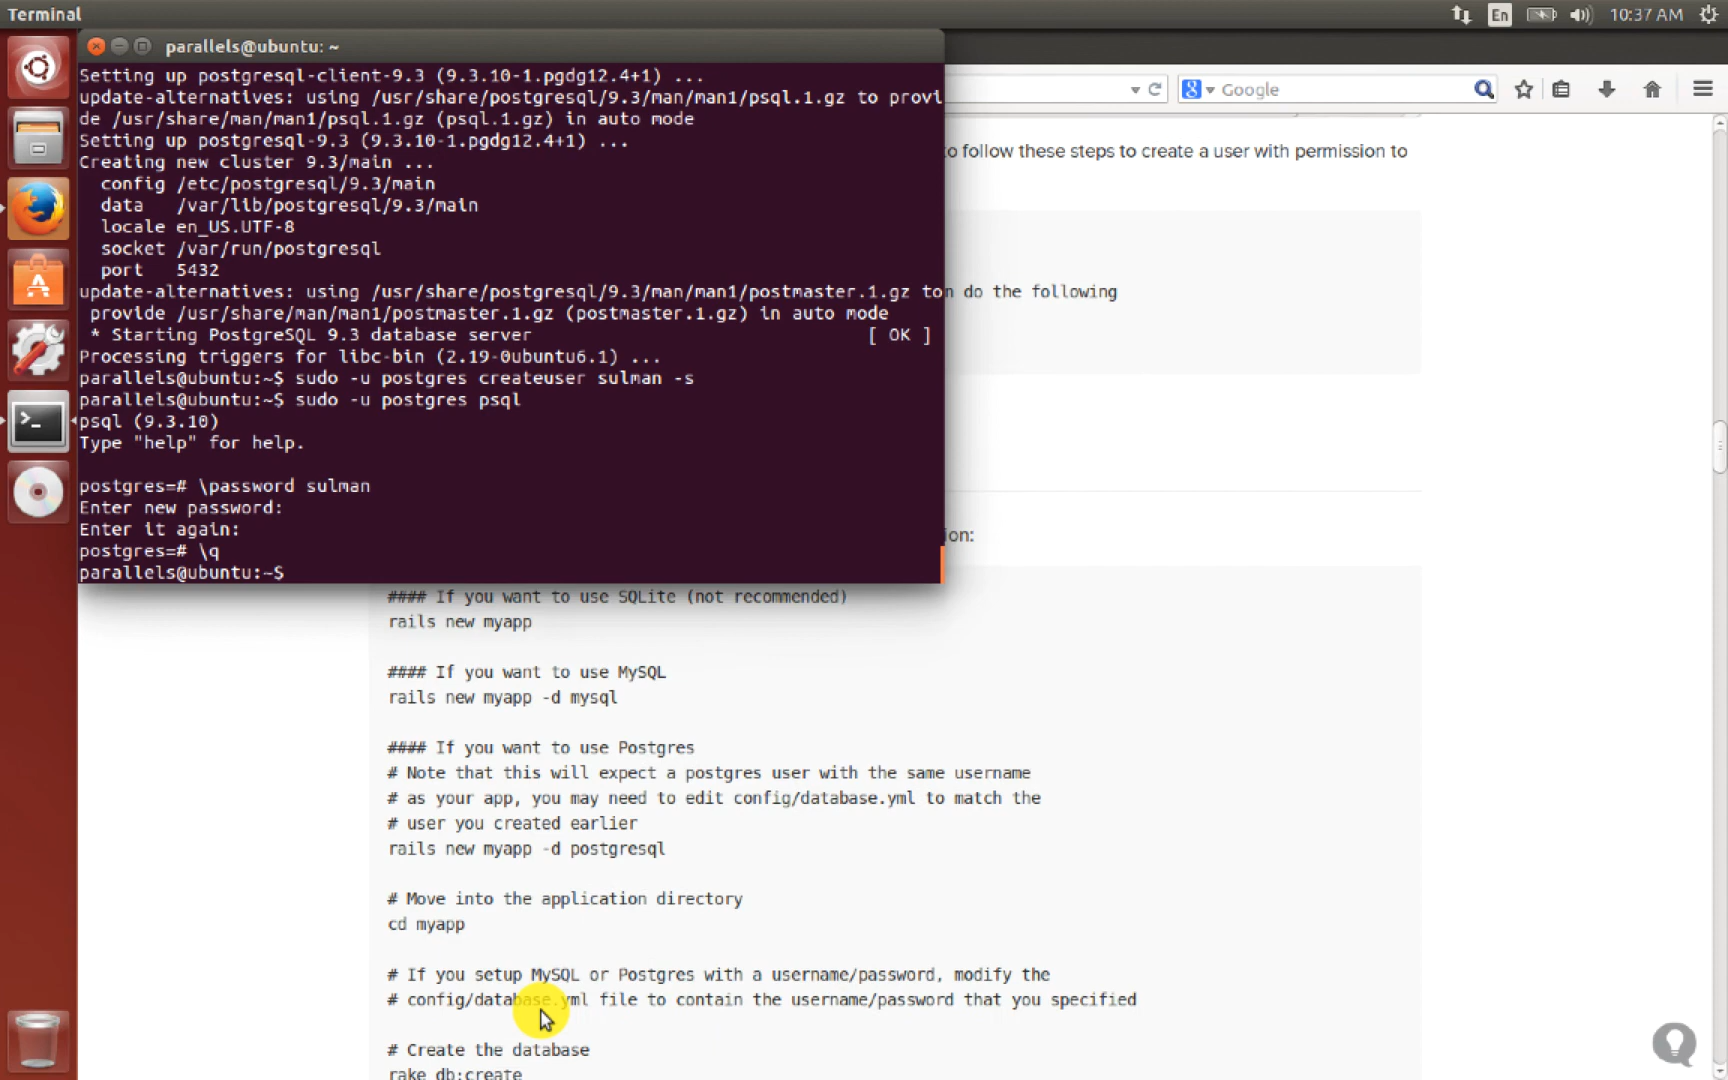 Terminal
En
10:37 AM
parallels@ubuntu: ~
Setting up postgresql-client-9.3 (9.3.10-1.pgdg12.4+1) ...
update-alternatives: using /usr/share/postgresql/9.3/man/man1/psql.1.gz to provi
de /usr/share/man/man1/psql.1.gz (psql.1.gz) in auto mode
Setting up postgresql-9.3 (9.3.10-1.pgdg12.4+1) ...
Creating new cluster 9.3/main ...
config /etc/postgresql/9.3/main
data /var/lib/postgresql/9.3/main
locale en_US.UTF-8
socket /var/run/postgresql
port 5432
update-alternatives: using /usr/share/postgresql/9.3/man/man1/postmaster.1.gz to
provide /usr/share/man/man1/postmaster.1.gz (postmaster.1.gz) in auto mode
* Starting PostgreSQL 9.3 database server [ OK ]
Processing triggers for libc-bin (2.19-0ubuntu6.1) ...
parallels@ubuntu:~$ sudo -u postgres createuser sulman -s
parallels@ubuntu:~$ sudo -u postgres psql
psql (9.3.10)
Type "help" for help.
postgres=# \password sulman
Enter new password:
Enter it again:
postgres=# \q
parallels@ubuntu:~$
Google
to follow these steps to create a user with permission to
n do the following
ion:
#### If you want to use SQLite (not recommended)
rails new myapp
#### If you want to use MySQL
rails new myapp -d mysql
#### If you want to use Postgres
# Note that this will expect a postgres user with the same username
# as your app, you may need to edit config/database.yml to match the
# user you created earlier
rails new myapp -d postgresql
# Move into the application directory
cd myapp
# If you setup MySQL or Postgres with a username/password, modify the
# config/database.yml file to contain the username/password that you specified
# Create the database
rake db:create